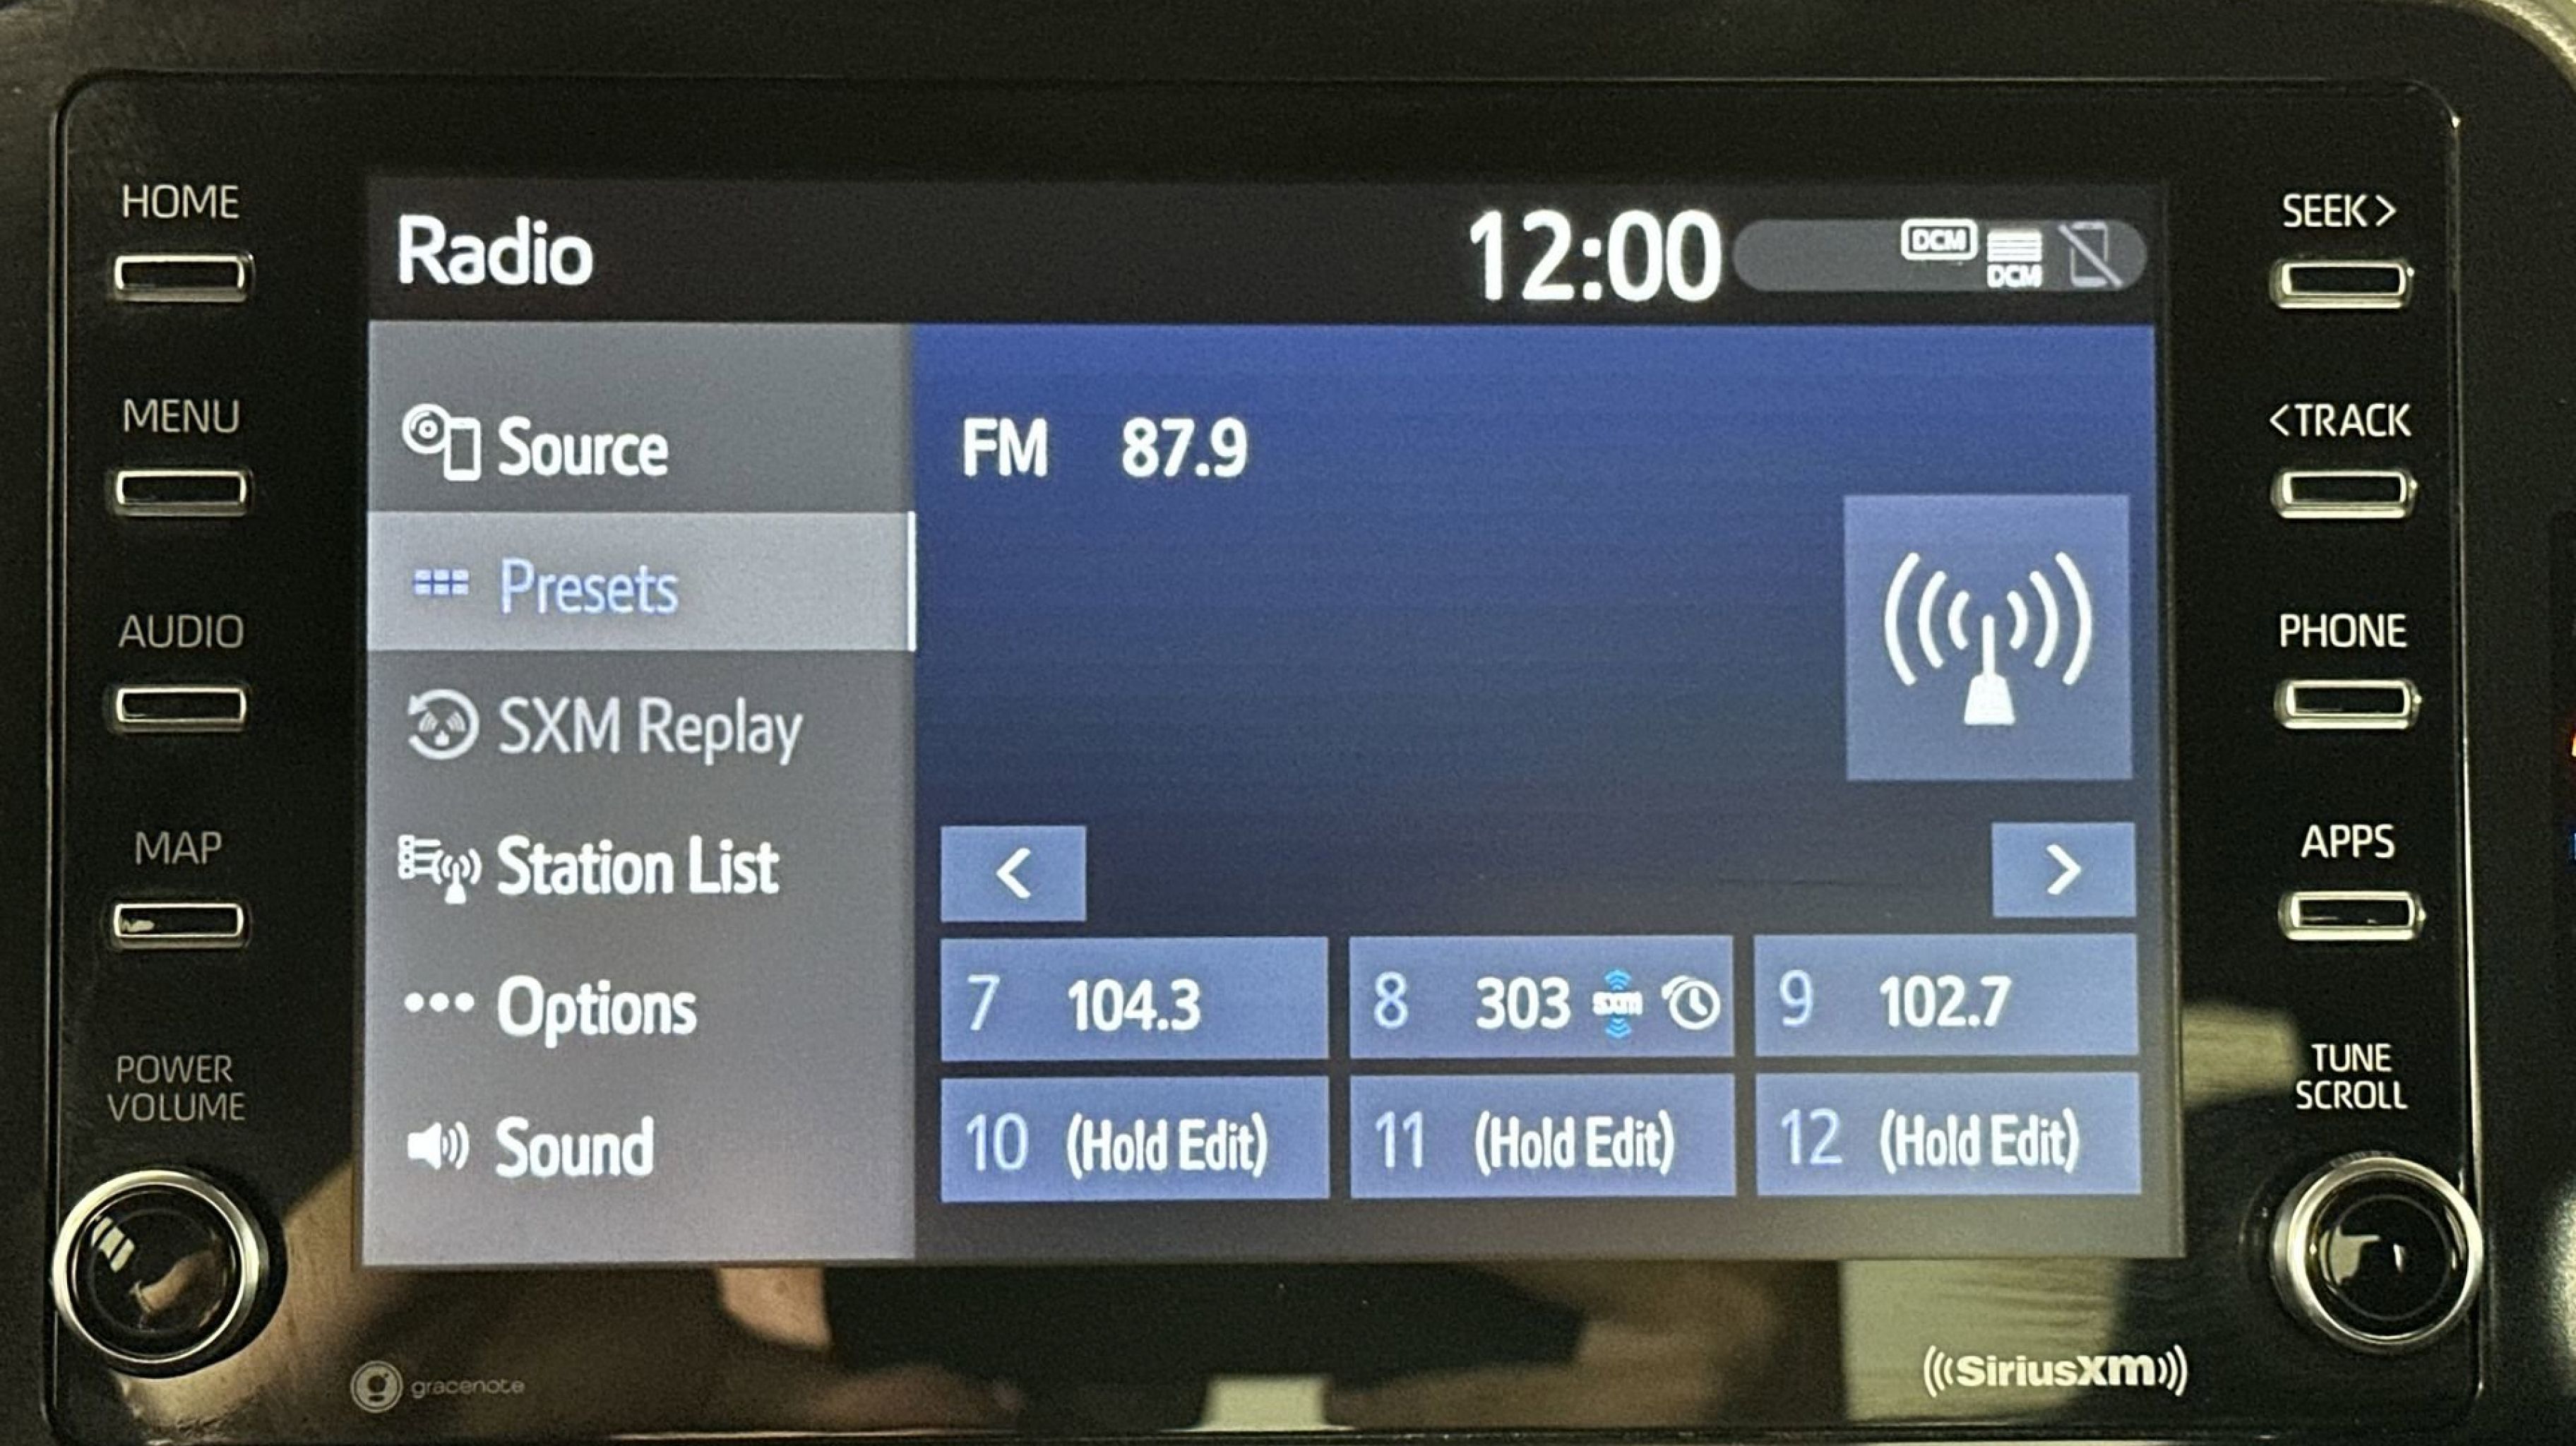 HOME
MENU
AUDIO
MAP
POWER
VOLUME
Radio
12:00
DCM
DCM
Source
Presets
SXM Replay
Station List
Options
Sound
FM 87.9
<
>
7 104.3
8 303 sxm
9 102.7
10 (Hold Edit)
11 (Hold Edit)
12 (Hold Edit)
SEEK>
<TRACK
PHONE
APPS
TUNE
SCROLL
gracenote
SiriusXM